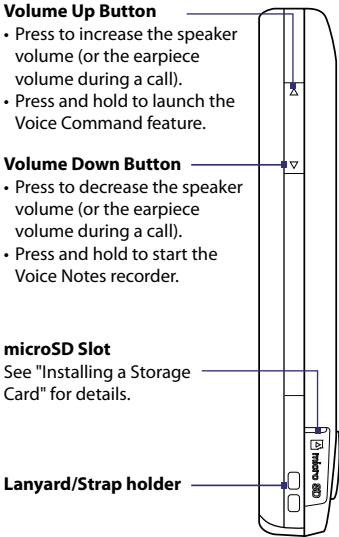 Volume Up Button
• Press to increase the speaker
volume (or the earpiece
volume during a call).
• Press and hold to launch the
Voice Command feature.
Volume Down Button
• Press to decrease the speaker
volume (or the earpiece
volume during a call).
• Press and hold to start the
Voice Notes recorder.
microSD Slot
See "Installing a Storage
Card" for details.
micro SD
Lanyard/Strap holder